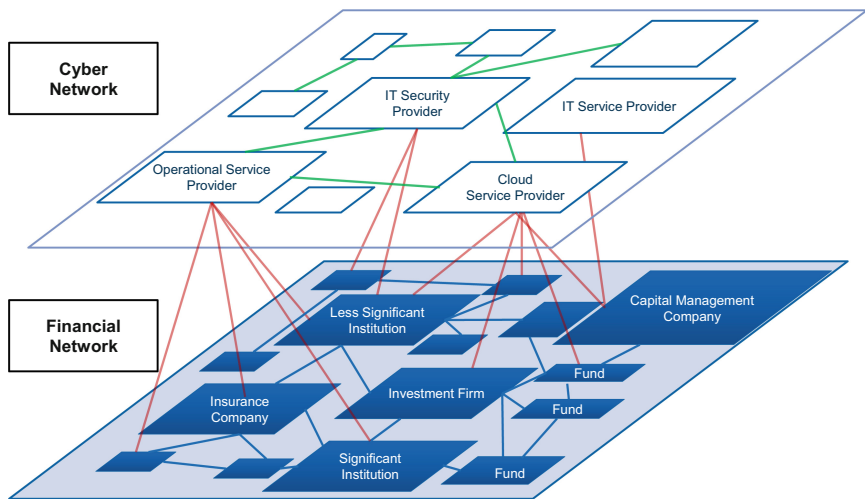 Cyber
Network
IT Security
Provider
IT Service Provider
Operational Service
Provider
Cloud
Service Provider
Financial
Network
Less Significant
Institution
Capital Management
Company
Insurance
Company
Investment Firm
Fund
Fund
Significant
Institution
Fund